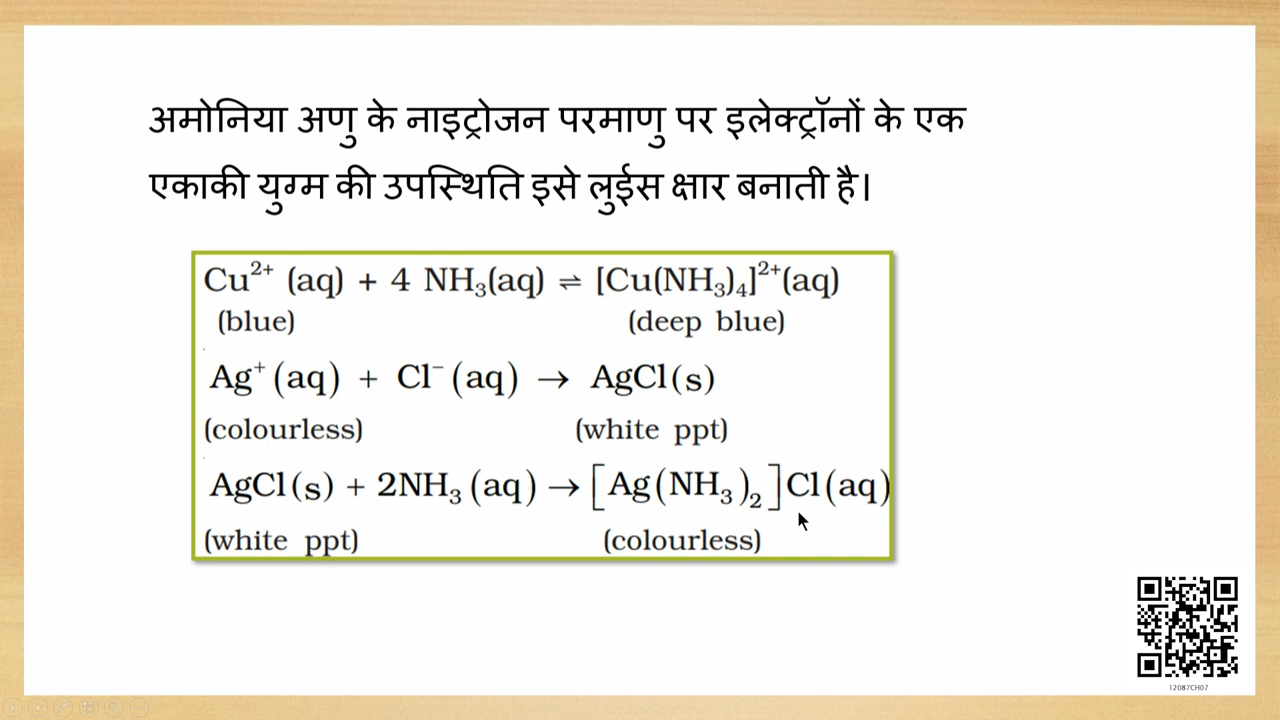 अमोनिया अणु के नाइट्रोजन परमाणु पर इलेक्ट्रॉनों के एक
एकाकी युग्म की उपस्थिति इसे लुईस क्षार बनाती है।
Cu²⁺ (aq) + 4 NH₃(aq) ⇌ [Cu(NH₃)₄]²⁺(aq)
(blue) (deep blue)
Ag⁺(aq) + Cl⁻(aq) → AgCl(s)
(colourless) (white ppt)
AgCl(s) + 2NH₃(aq) → [Ag(NH₃)₂]Cl(aq)
(white ppt) (colourless)
12087CH07